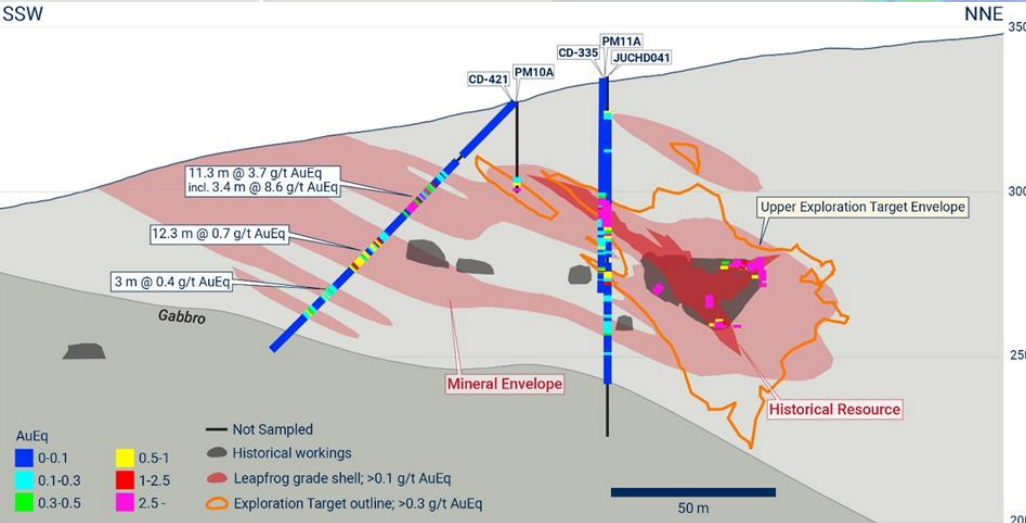 SSW
NNE
350
PM11A
CD-335
JUCHD041
PM10A
CD-421
11.3 m @ 3.7 g/t AuEq
incl. 3.4 m @ 8.6 g/t AuEq
300
Upper Exploration Target Envelope
12.3 m @ 0.7 g/t AuEq
3 m @ 0.4 g/t AuEq
Gabbro
250
Mineral Envelope
Historical Resource
AuEq
0-0.1
0.1-0.3
0.3-0.5
0.5-1
1-2.5
2.5 -
Not Sampled
Historical workings
Leapfrog grade shell; >0.1 g/t AuEq
Exploration Target outline; >0.3 g/t AuEq
50 m
200